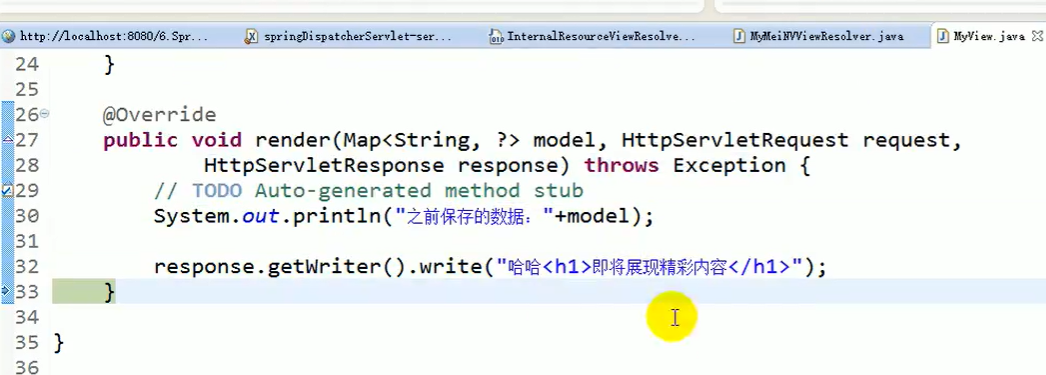 http://localhost:8080/6.Spr...
springDispatcherServlet-ser...
InternalResourceViewResolve...
MyMeiNVViewResolver.java
MyView.java
24 }
25
26 @Override
27 public void render(Map<String, ?> model, HttpServletRequest request,
28 HttpServletResponse response) throws Exception {
29 // TODO Auto-generated method stub
30 System.out.println("之前保存的数据："+model);
31
32 response.getWriter().write("哈哈<h1>即将展现精彩内容</h1>");
33 }
34
35 }
36